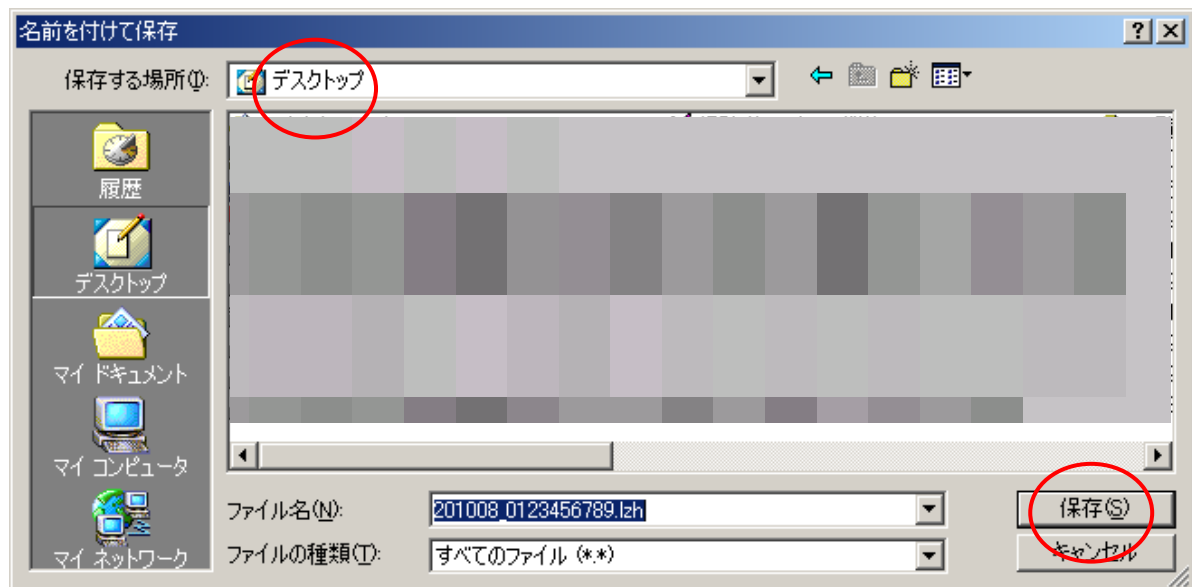 名前を付けて保存
保存する場所(I):
デスクトップ
履歴
デスクトップ
マイ ドキュメント
マイ コンピュータ
マイ ネットワーク
ファイル名(N):
201008_0123456789.lzh
保存(S)
ファイルの種類(T):
すべてのファイル (*.*)
キャンセル